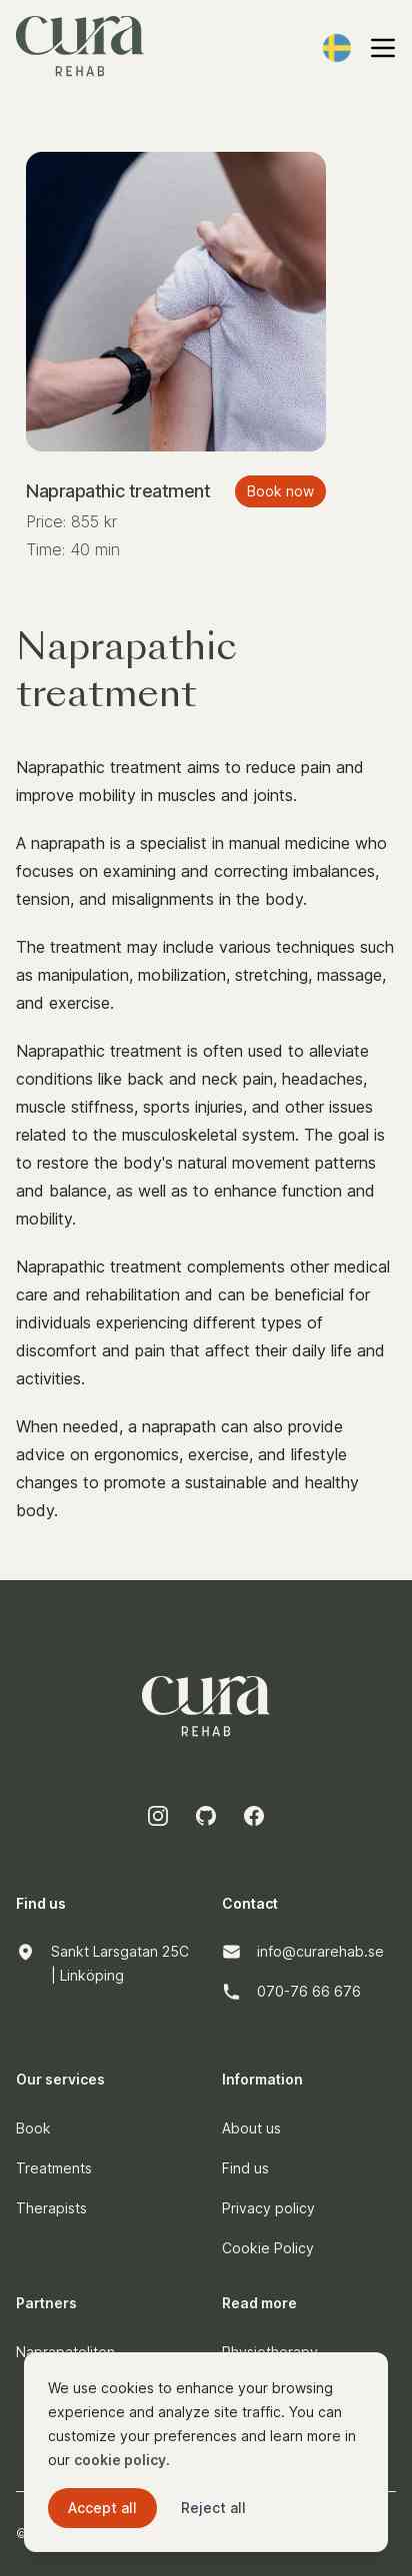 cura
REHAB
Naprapathic treatment
Book now
Price: 855 kr
Time: 40 min
Naprapathic
treatment
Naprapathic treatment aims to reduce pain and
improve mobility in muscles and joints.
A naprapath is a specialist in manual medicine who
focuses on examining and correcting imbalances,
tension, and misalignments in the body.
The treatment may include various techniques such
as manipulation, mobilization, stretching, massage,
and exercise.
Naprapathic treatment is often used to alleviate
conditions like back and neck pain, headaches,
muscle stiffness, sports injuries, and other issues
related to the musculoskeletal system. The goal is
to restore the body's natural movement patterns
and balance, as well as to enhance function and
mobility.
Naprapathic treatment complements other medical
care and rehabilitation and can be beneficial for
individuals experiencing different types of
discomfort and pain that affect their daily life and
activities.
When needed, a naprapath can also provide
advice on ergonomics, exercise, and lifestyle
changes to promote a sustainable and healthy
body.
cura
REHAB
Find us
Sankt Larsgatan 25C
| Linköping
Contact
info@curarehab.se
070-76 66 676
Our services
Book
Treatments
Therapists
Information
About us
Find us
Privacy policy
Cookie Policy
Partners
Read more
We use cookies to enhance your browsing
experience and analyze site traffic. You can
customize your preferences and learn more in
our cookie policy.
Accept all
Reject all
©